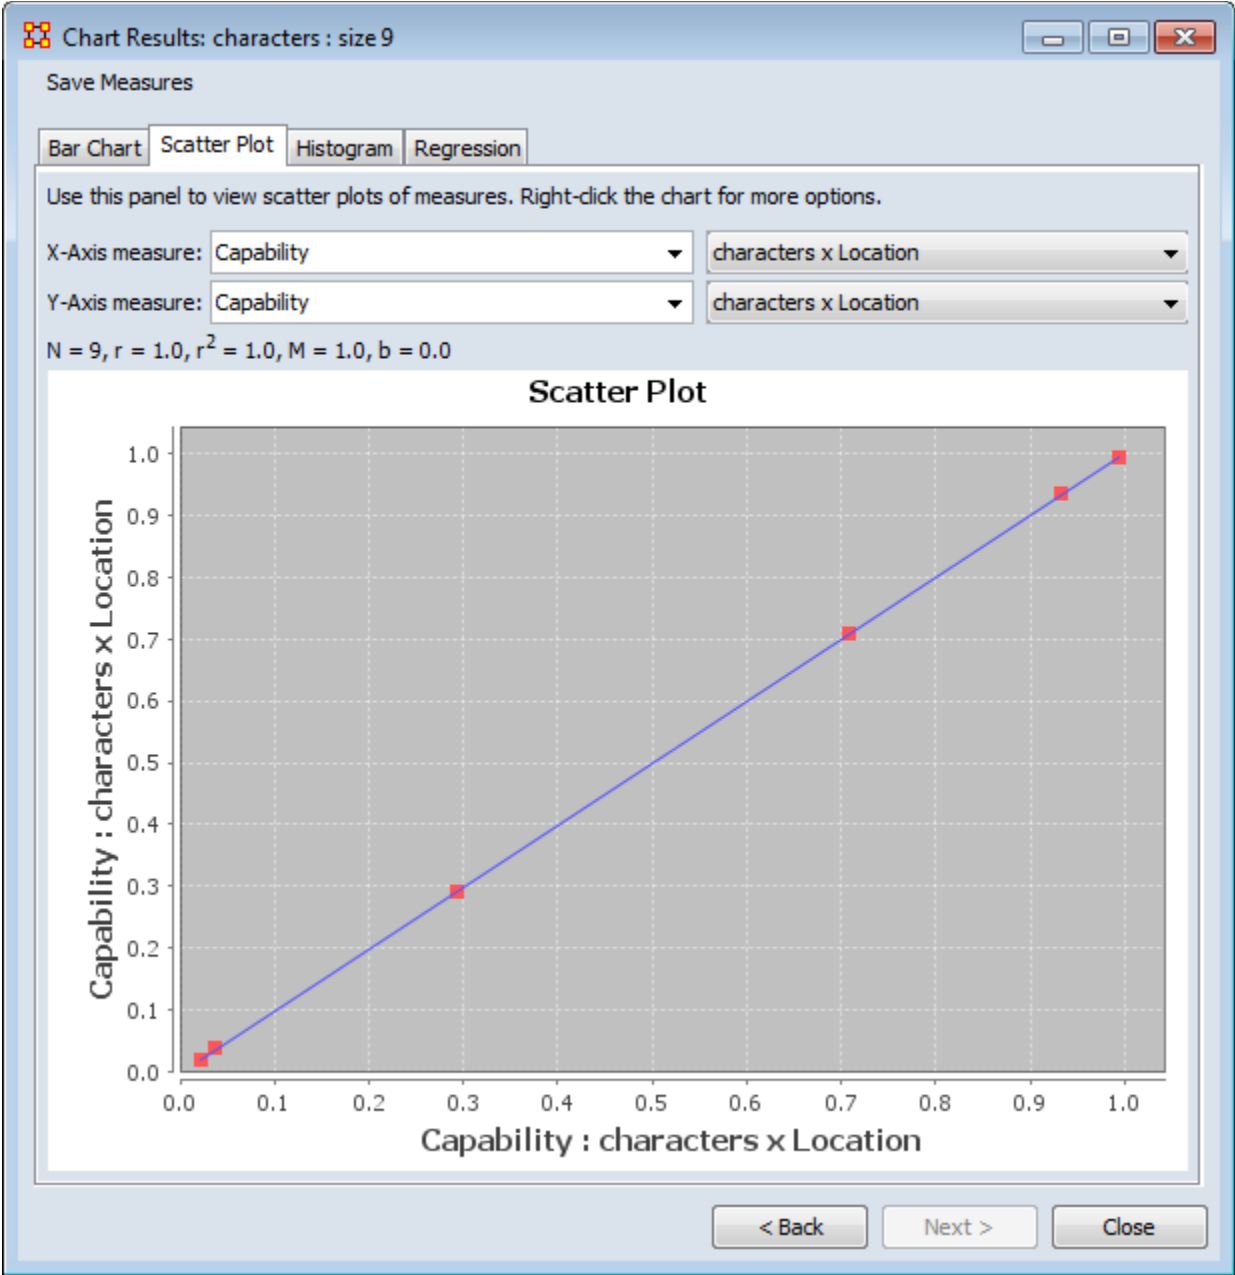 Chart Results: characters : size 9
Save Measures
Bar Chart Scatter Plot Histogram Regression
Use this panel to view scatter plots of measures. Right-click the chart for more options.
X-Axis measure: Capability characters x Location
Y-Axis measure: Capability characters x Location
N = 9, r = 1.0, r² = 1.0, M = 1.0, b = 0.0
Scatter Plot
Capability : characters x Location
1.0
0.9
0.8
0.7
0.6
0.5
0.4
0.3
0.2
0.1
0.0
0.0 0.1 0.2 0.3 0.4 0.5 0.6 0.7 0.8 0.9 1.0
Capability : characters x Location
< Back Next > Close